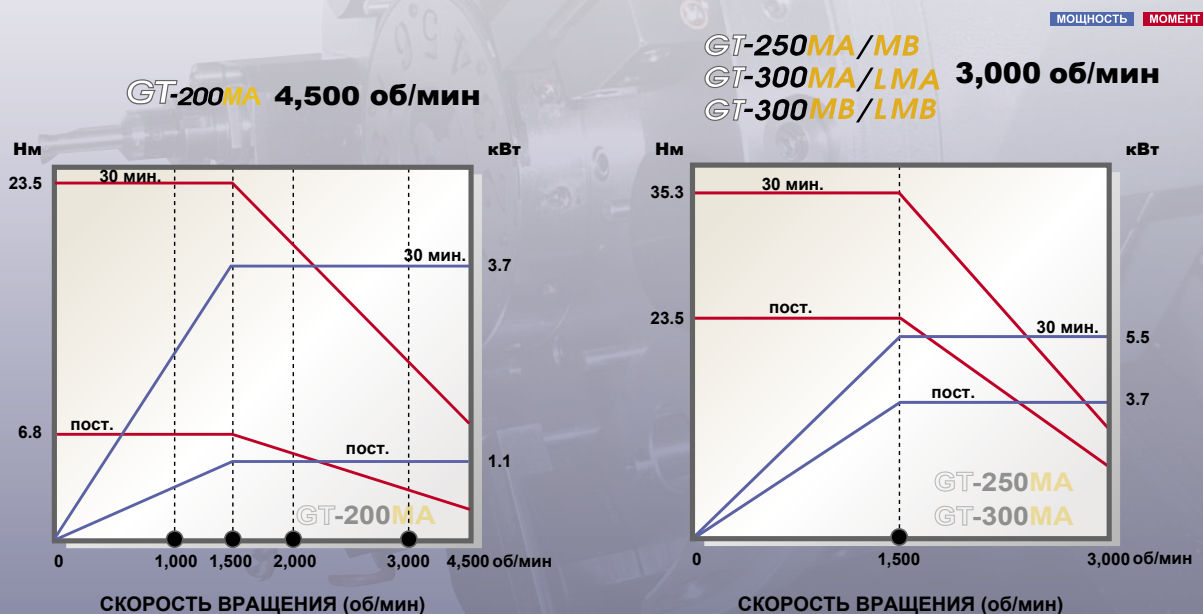 МОЩНОСТЬ МОМЕНТ
GT-200MA 4,500 об/мин
Нм кВт
23.5
30 мин.
30 мин.
3.7
6.8
пост.
пост.
1.1
GT-200MA
0 1,000 1,500 2,000 3,000 4,500 об/мин
СКОРОСТЬ ВРАЩЕНИЯ (об/мин)
GT-250MA/MB
GT-300MA/LMA 3,000 об/мин
GT-300MB/LMB
Нм кВт
35.3
30 мин.
23.5
пост.
30 мин.
5.5
пост.
3.7
GT-250MA
GT-300MA
0 1,500 3,000 об/мин
СКОРОСТЬ ВРАЩЕНИЯ (об/мин)